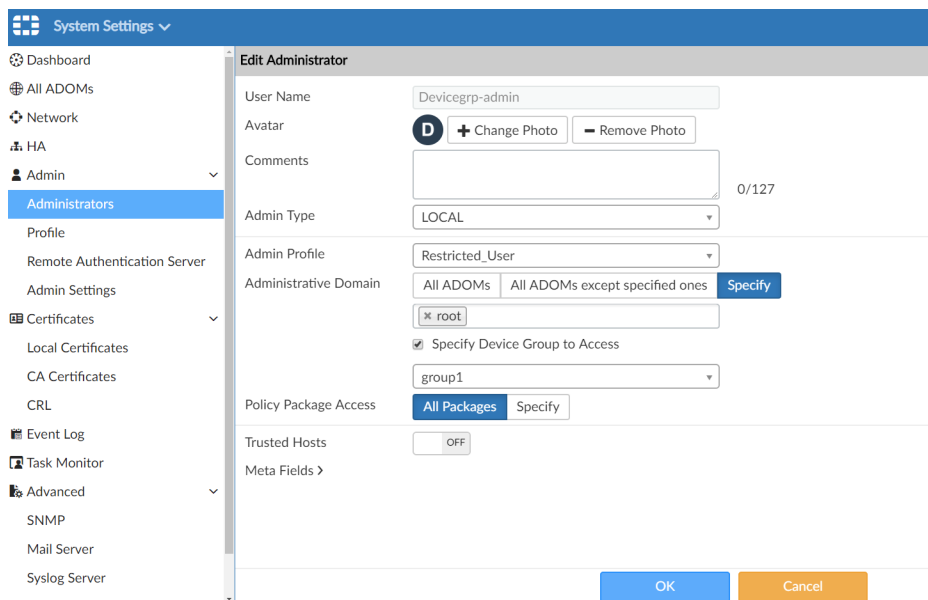 System Settings
Dashboard
All ADOMs
Network
HA
Admin
Administrators
Profile
Remote Authentication Server
Admin Settings
Certificates
Local Certificates
CA Certificates
CRL
Event Log
Task Monitor
Advanced
SNMP
Mail Server
Syslog Server
Edit Administrator
User Name Devicegrp-admin
Avatar D Change Photo Remove Photo
Comments
0/127
Admin Type LOCAL
Admin Profile Restricted_User
Administrative Domain All ADOMs All ADOMs except specified ones Specify
root
Specify Device Group to Access
group1
Policy Package Access All Packages Specify
Trusted Hosts OFF
Meta Fields
OK Cancel